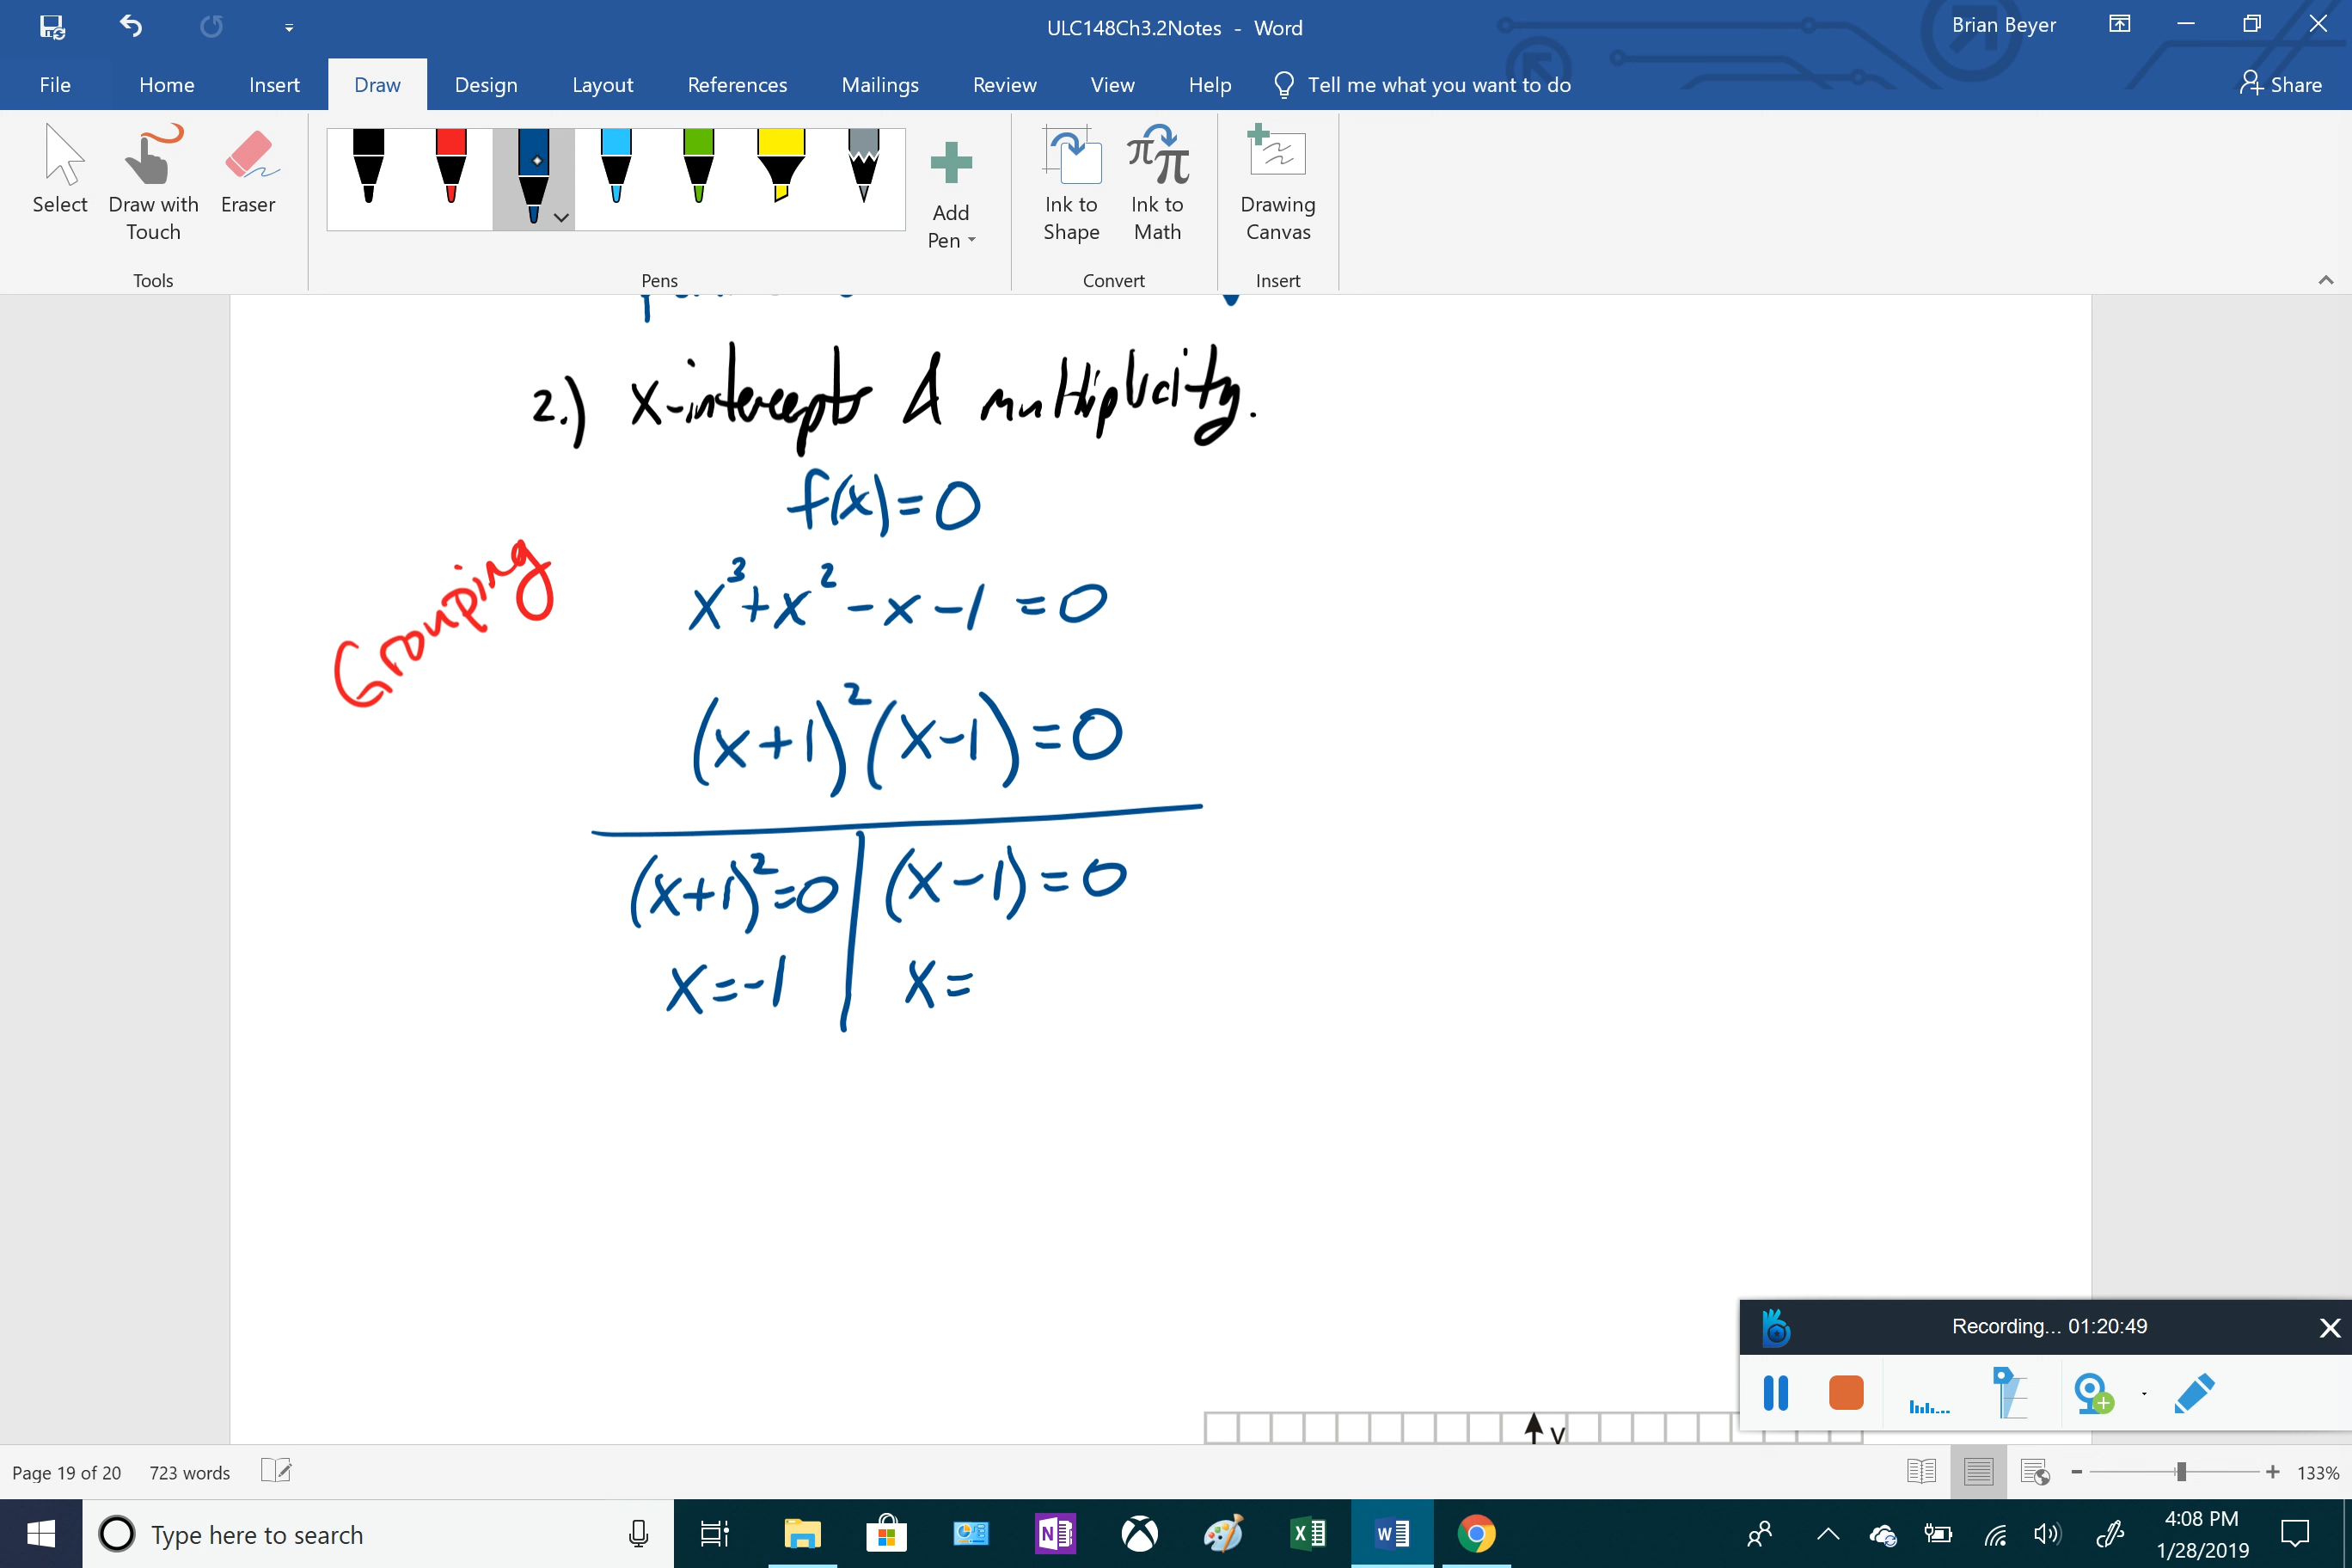 ULC148Ch3.2Notes - Word
Brian Beyer
File Home Insert Draw Design Layout References Mailings Review View Help Tell me what you want to do Share
Select Draw with Touch Eraser Add Pen Ink to Shape Ink to Math Drawing Canvas
Tools Pens Convert Insert
2.) x-intercepts & multiplicity.
f(x)=0
Grouping
x³+x²-x-1=0
(x+1)²(x-1)=0
(x+1)²=0 (x-1)=0
x=-1 x=
y
Recording... 01:20:49
Page 19 of 20 723 words 133%
Type here to search
4:08 PM
1/28/2019